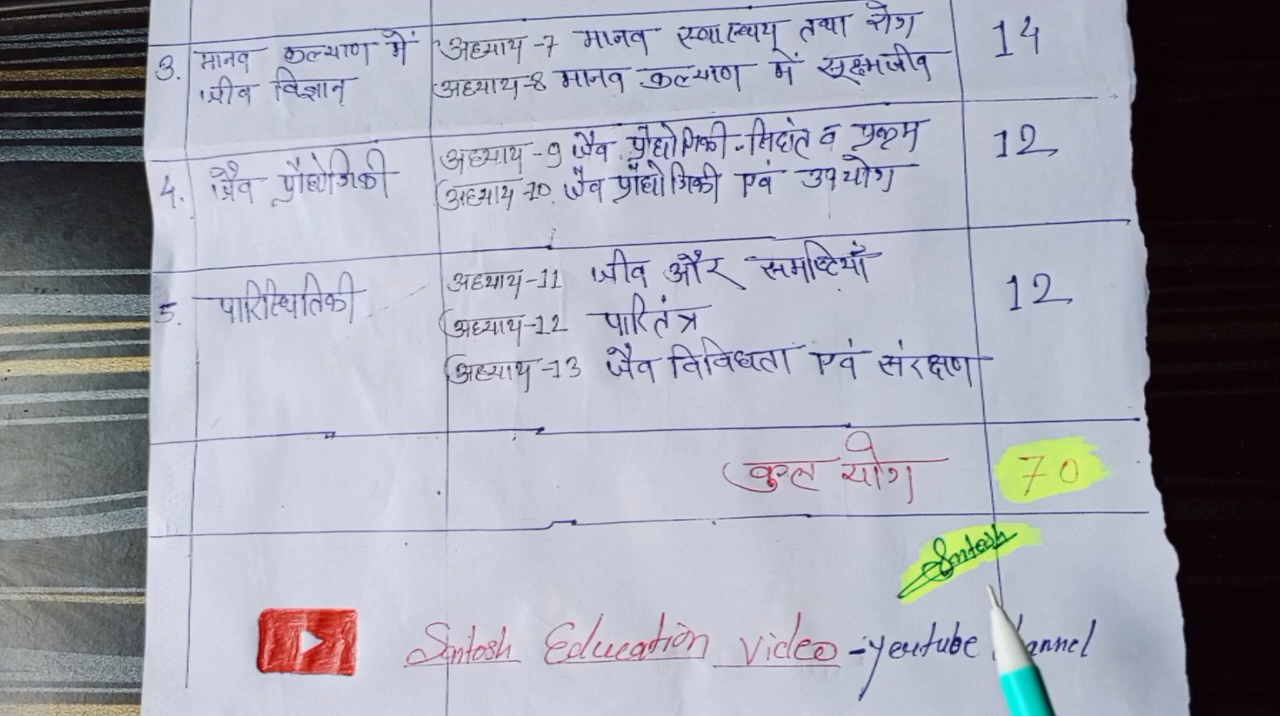 3. मानव कल्याण में जीव विज्ञान
अध्याय-7 मानव स्वास्थ्य तथा रोग
अध्याय-8 मानव कल्याण में सूक्ष्मजीव
14
4. जैव प्रौद्योगिकी
अध्याय-9 जैव प्रौद्योगिकी-सिद्धांत व प्रक्रम
अध्याय-10. जैव प्रौद्योगिकी एवं उपयोग
12
5. पारिस्थितिकी
अध्याय-11 जीव और समष्टियाँ
अध्याय-12 पारितंत्र
अध्याय-13 जैव विविधता एवं संरक्षण
12
कुल योग 70
Santosh
Santosh Education video - youtube channel